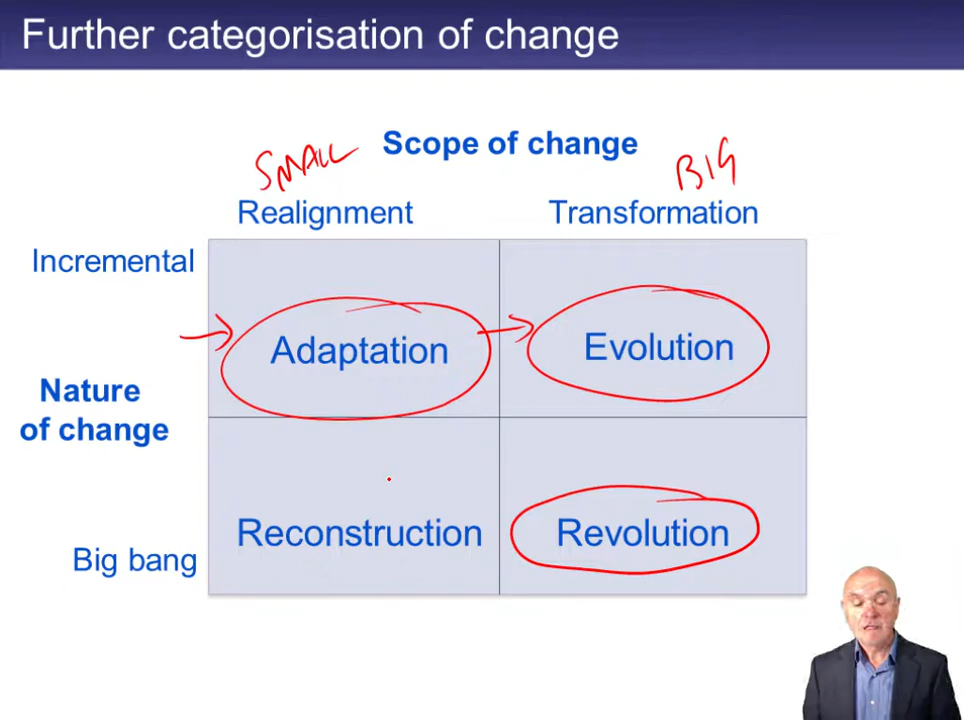 Further categorisation of change
SMALL
Scope of change
BIG
Realignment
Transformation
Incremental
Adaptation
Evolution
Nature
of change
Reconstruction
Revolution
Big bang